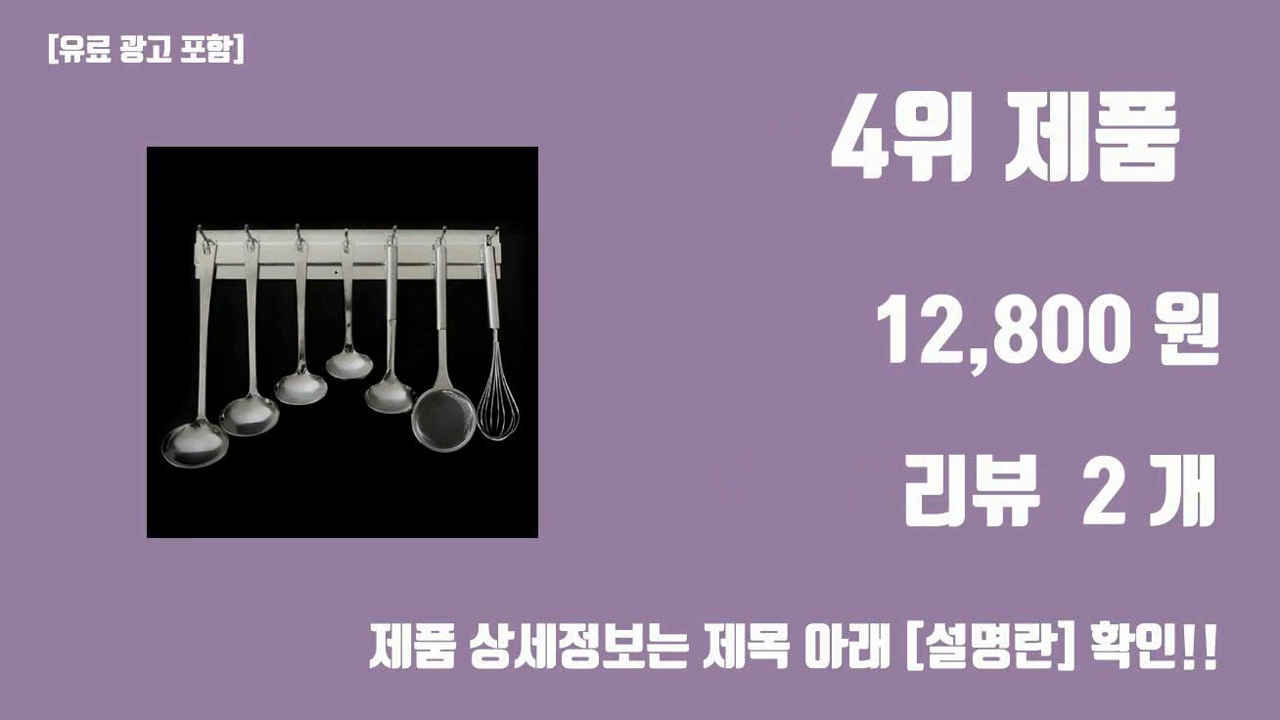 [유료 광고 포함]
4위 제품
12,800 원
리뷰 2 개
제품 상세정보는 제목 아래 [설명란] 확인!!